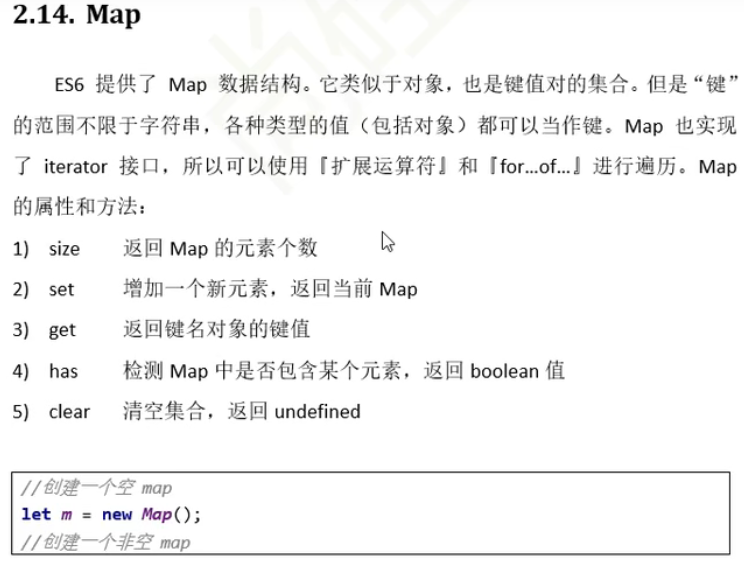 2.14. Map
ES6 提供了 Map 数据结构。它类似于对象，也是键值对的集合。但是“键”
的范围不限于字符串，各种类型的值（包括对象）都可以当作键。Map 也实现
了 iterator 接口，所以可以使用『扩展运算符』和『for…of…』进行遍历。Map
的属性和方法：
1) size 返回 Map 的元素个数
2) set 增加一个新元素，返回当前 Map
3) get 返回键名对象的键值
4) has 检测 Map 中是否包含某个元素，返回 boolean 值
5) clear 清空集合，返回 undefined
//创建一个空 map
let m = new Map();
//创建一个非空 map